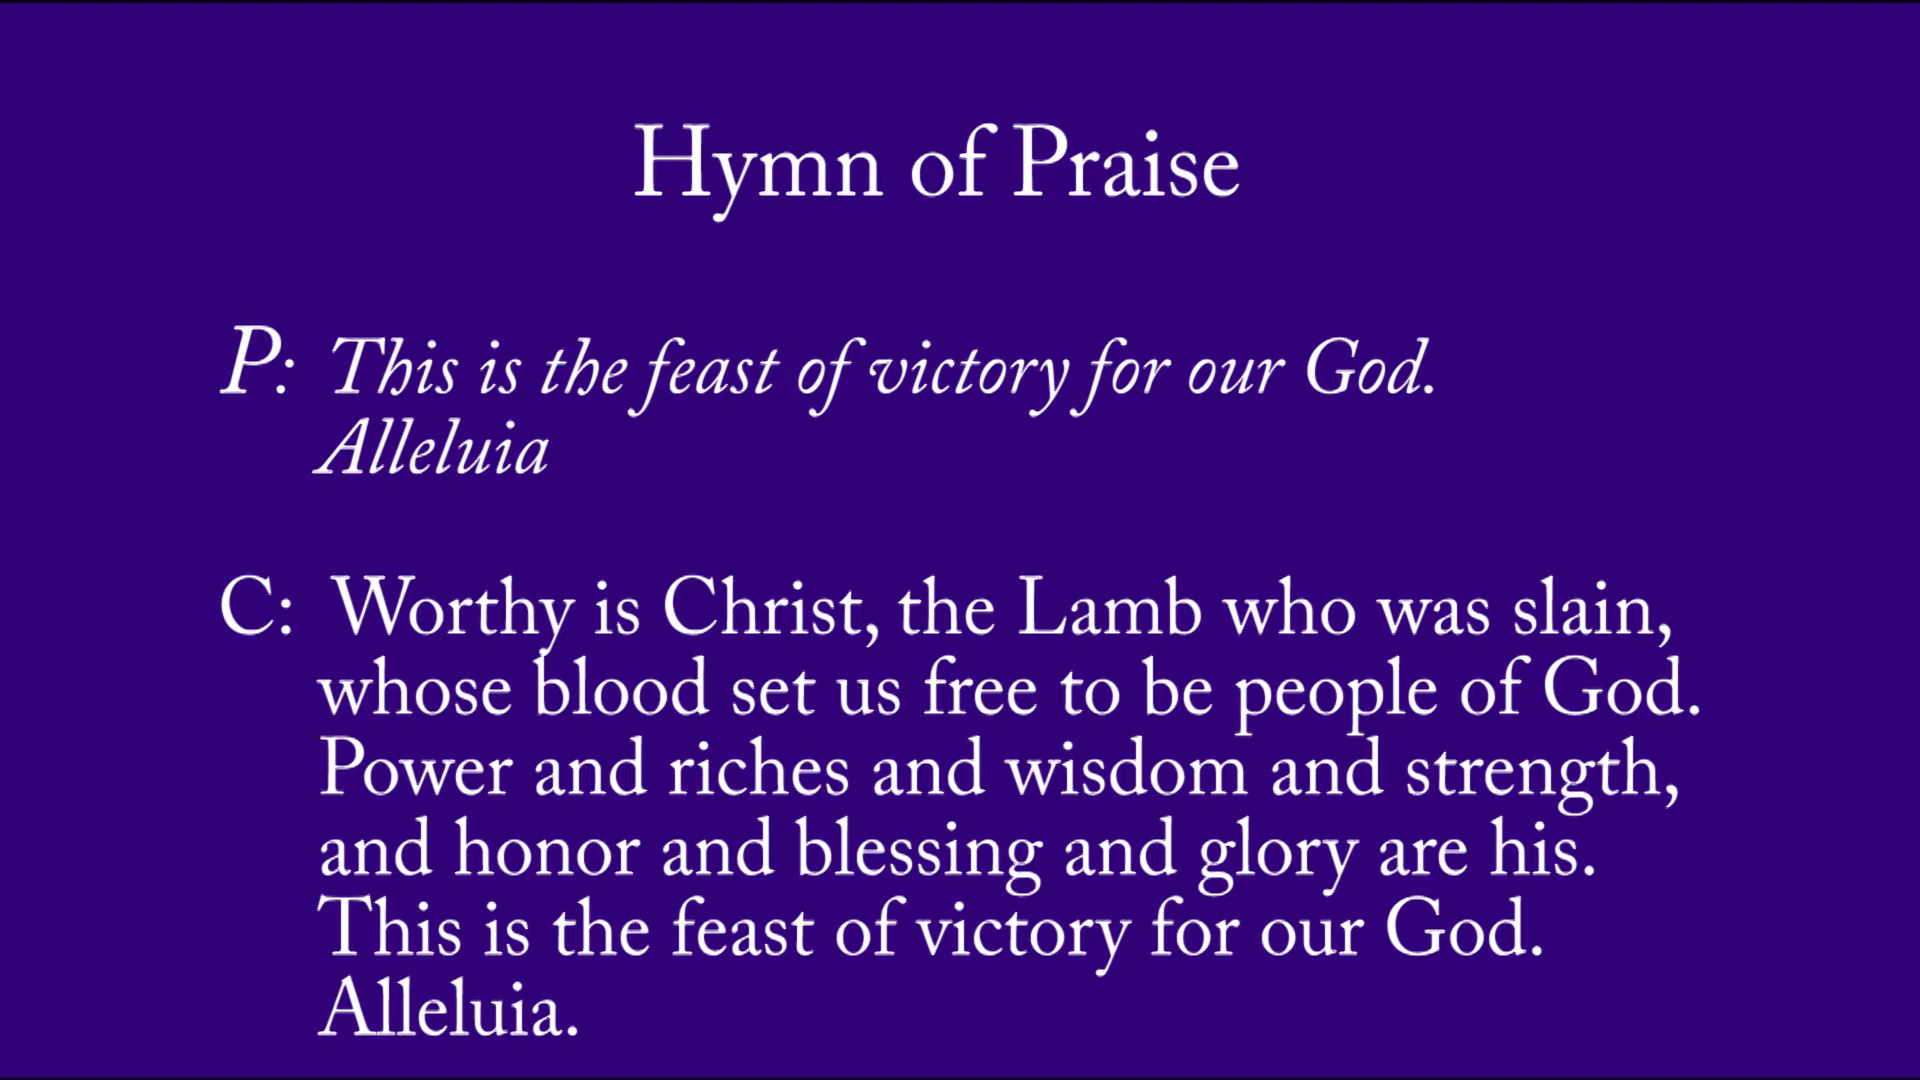 Hymn of Praise
P: This is the feast of victory for our God.
Alleluia
C: Worthy is Christ, the Lamb who was slain,
whose blood set us free to be people of God.
Power and riches and wisdom and strength,
and honor and blessing and glory are his.
This is the feast of victory for our God.
Alleluia.